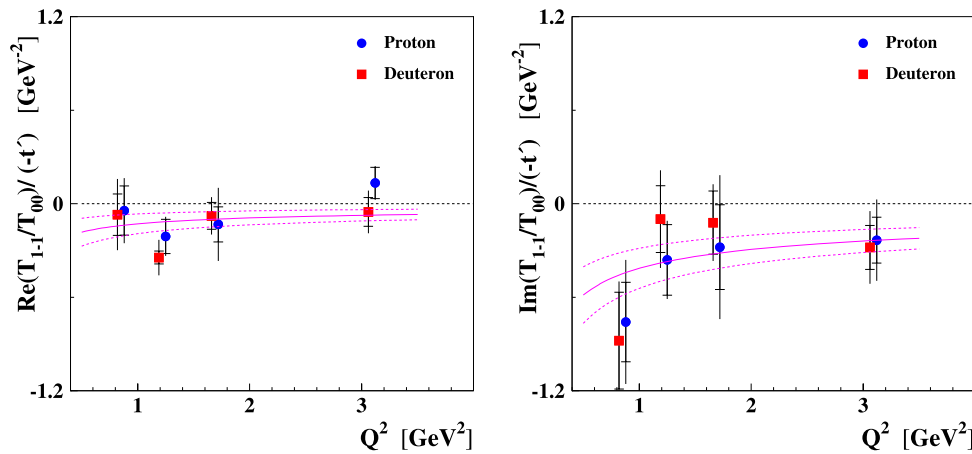 Re(T₁₋₁/T₀₀)/(-t´) [GeV⁻²]
1.2
0
-1.2
Proton
Deuteron
1
2
3
Q² [GeV²]
Im(T₁₋₁/T₀₀)/(-t´) [GeV⁻²]
1.2
0
-1.2
Proton
Deuteron
1
2
3
Q² [GeV²]